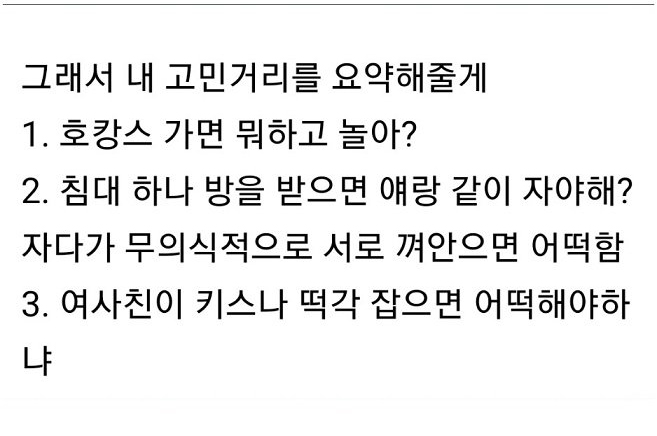 그래서 내 고민거리를 요약해줄게
1. 호캉스 가면 뭐하고 놀아?
2. 침대 하나 방을 받으면 얘랑 같이 자야해?
자다가 무의식적으로 서로 껴안으면 어떡함
3. 여사친이 키스나 떡각 잡으면 어떡해야하
냐